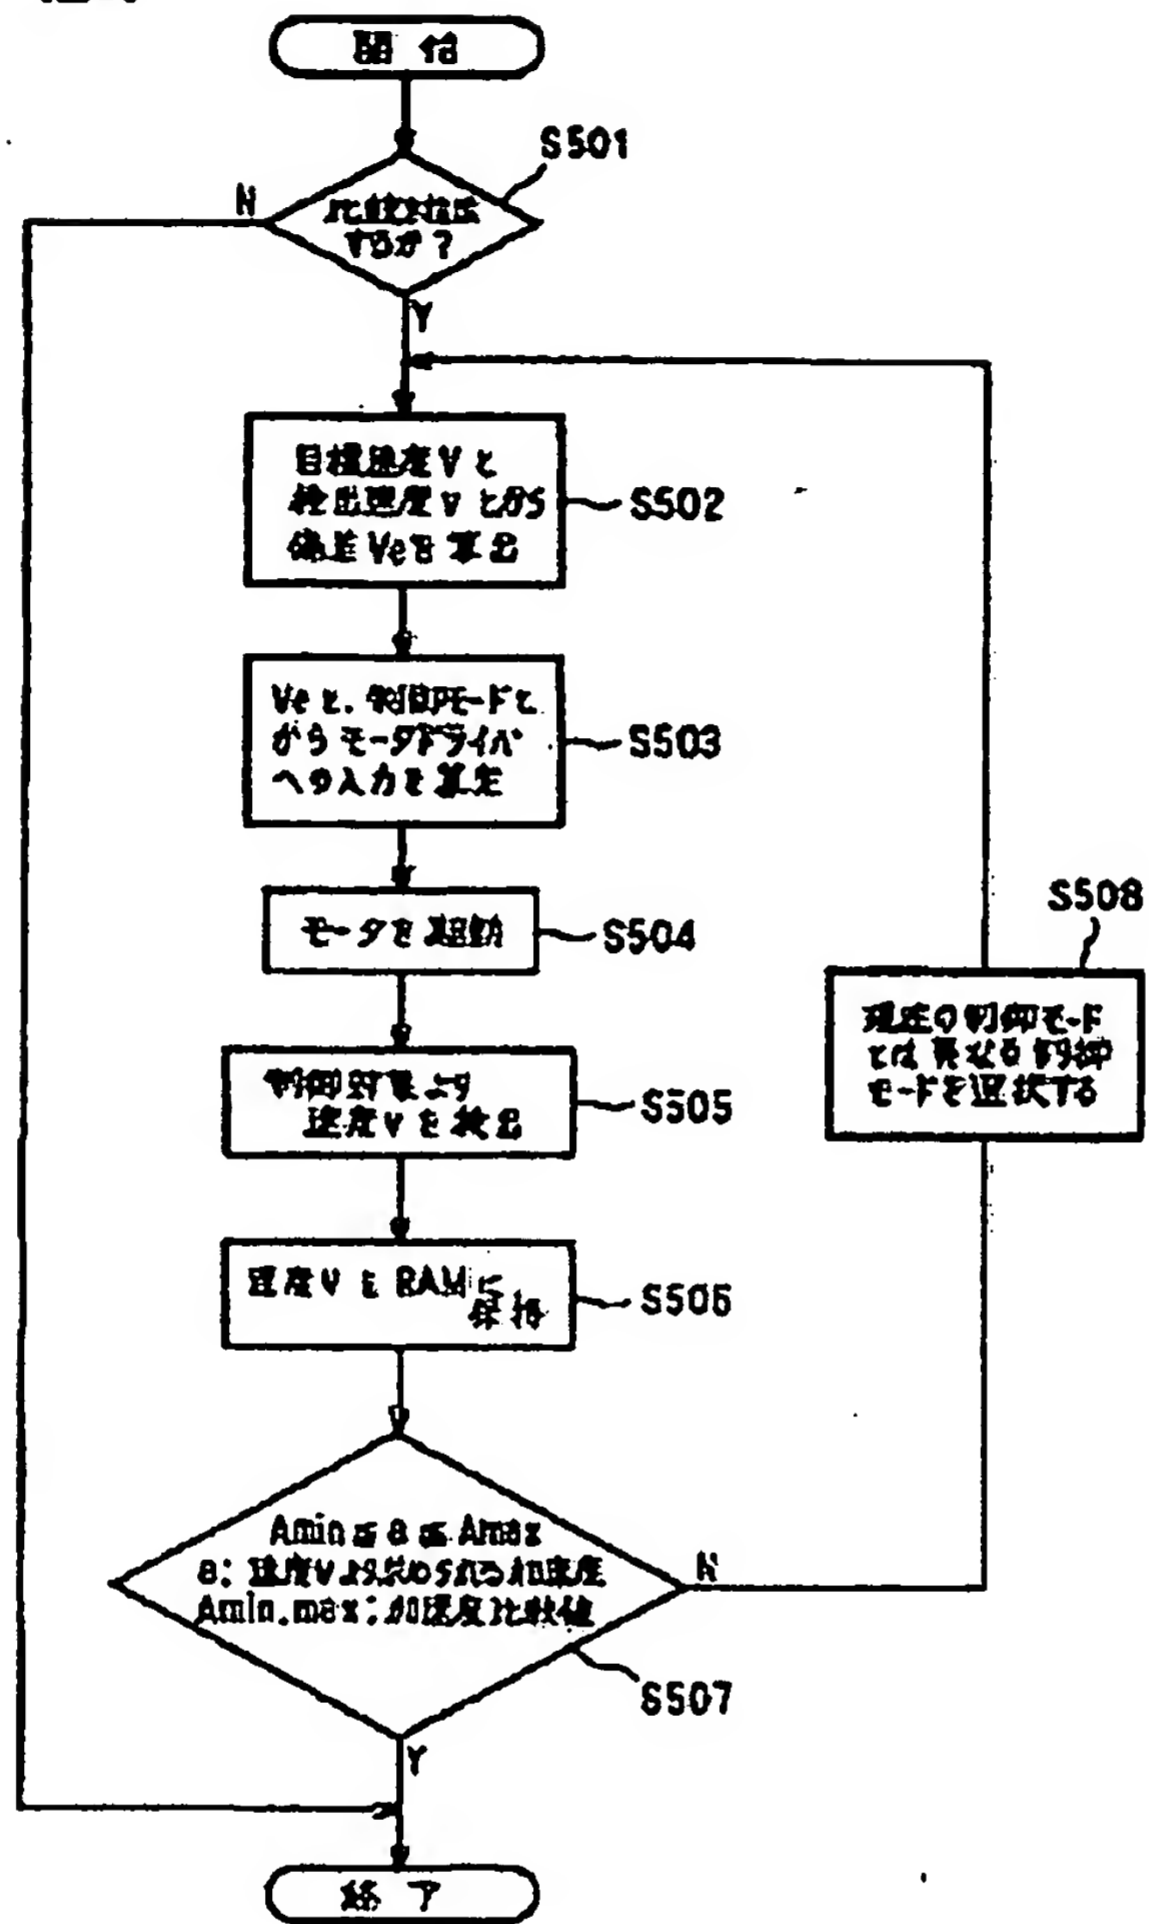 開始
S501
N
するか？
Y
目標速度Vと
検出速度vとから
偏差Veを算出
S502
Veと、制御モードと
からモータドライバ
への入力を算定
S503
モータを駆動
S504
制御対象より
速度vを検出
S505
速度vをRAMに
保持
S506
Amin≦a≦Amax
a：速度vより求められる加速度
Amin.max：加速度比較値
N
S507
Y
S508
現在の制御モード
とは異なる制御
モードを選択する
終了